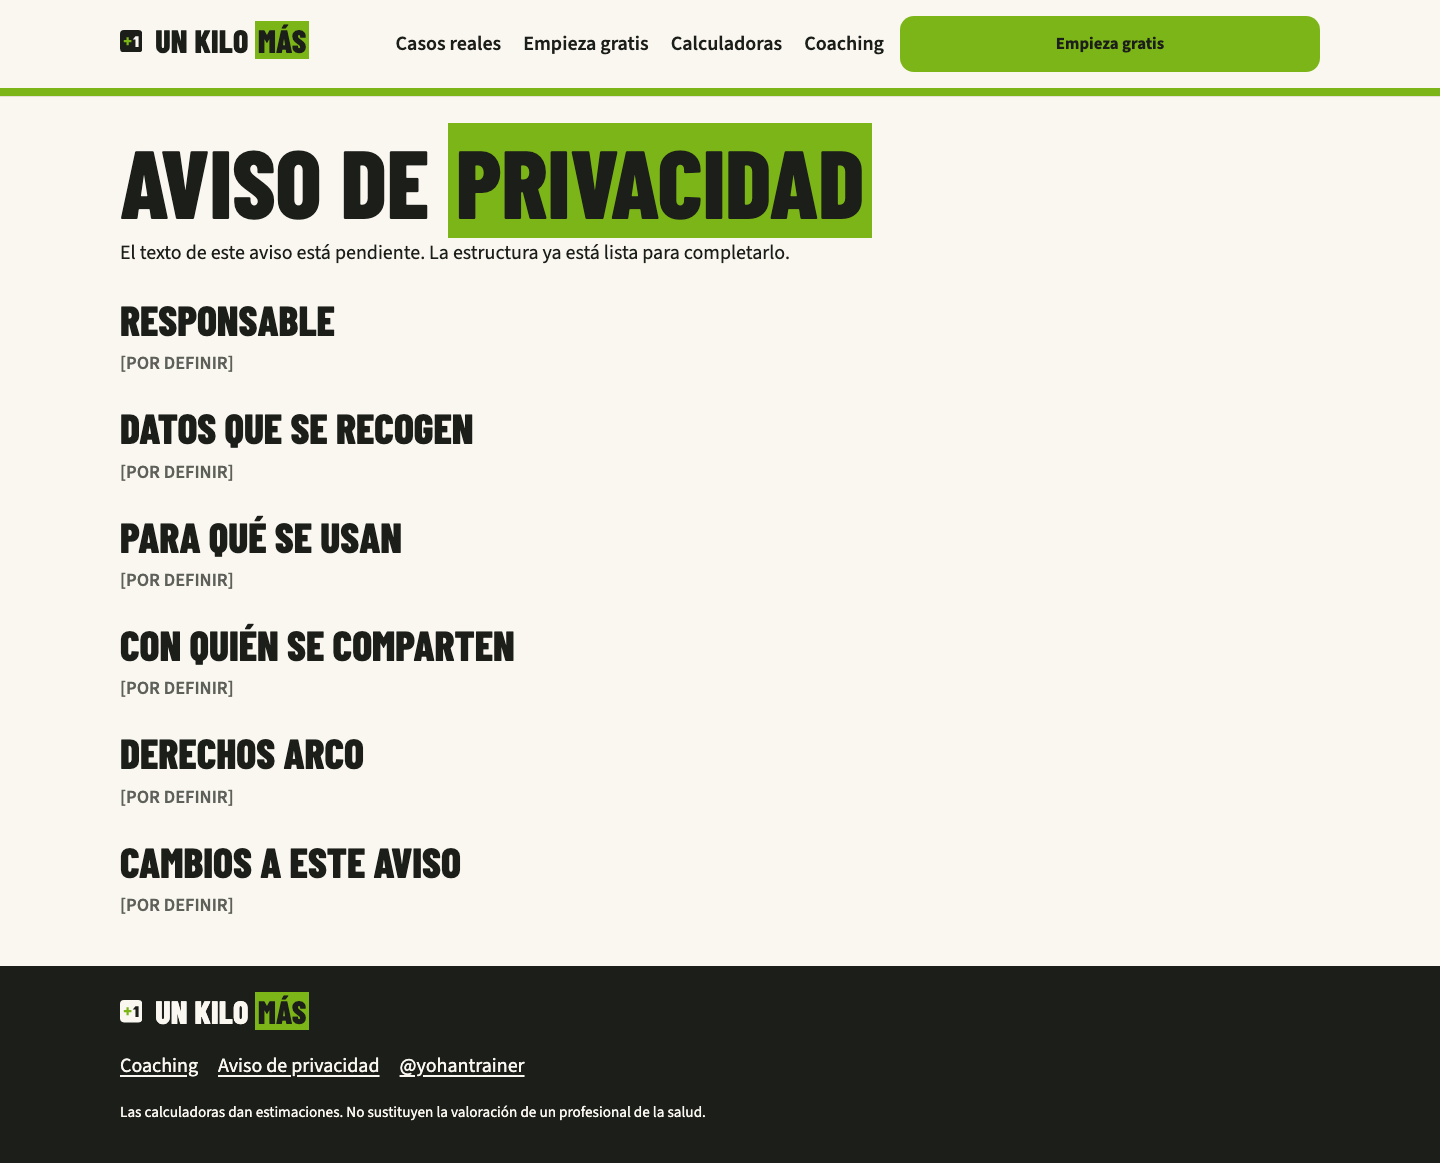 +1 UN KILO MÁS
Casos reales Empieza gratis Calculadoras Coaching Empieza gratis
AVISO DE PRIVACIDAD
El texto de este aviso está pendiente. La estructura ya está lista para completarlo.
RESPONSABLE
[POR DEFINIR]
DATOS QUE SE RECOGEN
[POR DEFINIR]
PARA QUÉ SE USAN
[POR DEFINIR]
CON QUIÉN SE COMPARTEN
[POR DEFINIR]
DERECHOS ARCO
[POR DEFINIR]
CAMBIOS A ESTE AVISO
[POR DEFINIR]
+1 UN KILO MÁS
Coaching Aviso de privacidad @yohantrainer
Las calculadoras dan estimaciones. No sustituyen la valoración de un profesional de la salud.